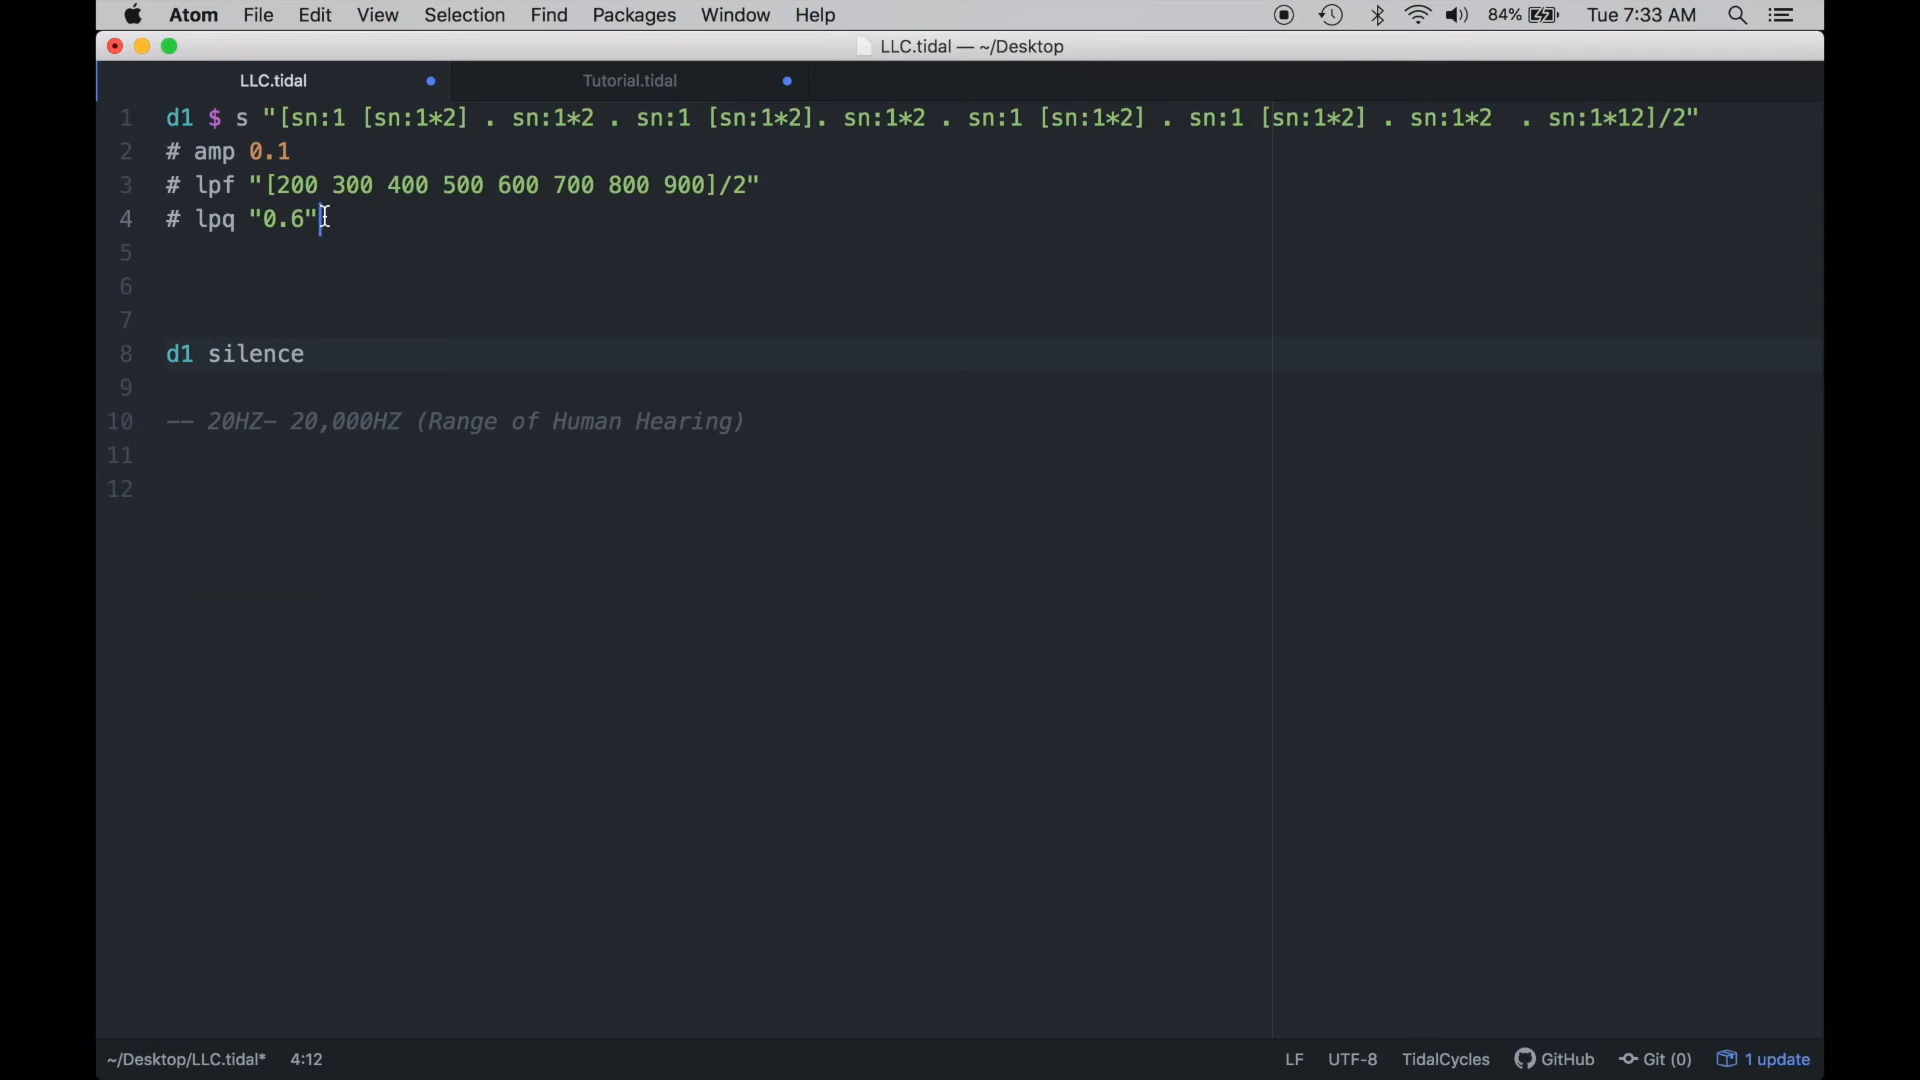 Atom File Edit View Selection Find Packages Window Help 84% Tue 7:33 AM
LLC.tidal — ~/Desktop
LLC.tidal Tutorial.tidal
1 d1 $ s "[sn:1 [sn:1*2] . sn:1*2 . sn:1 [sn:1*2]. sn:1*2 . sn:1 [sn:1*2] . sn:1 [sn:1*2] . sn:1*2  . sn:1*12]/2"
2 # amp 0.1
3 # lpf "[200 300 400 500 600 700 800 900]/2"
4 # lpq "0.6"
5
6
7
8 d1 silence
9
10 -- 20HZ- 20,000HZ (Range of Human Hearing)
11
12
~/Desktop/LLC.tidal* 4:12 LF UTF-8 TidalCycles GitHub Git (0) 1 update